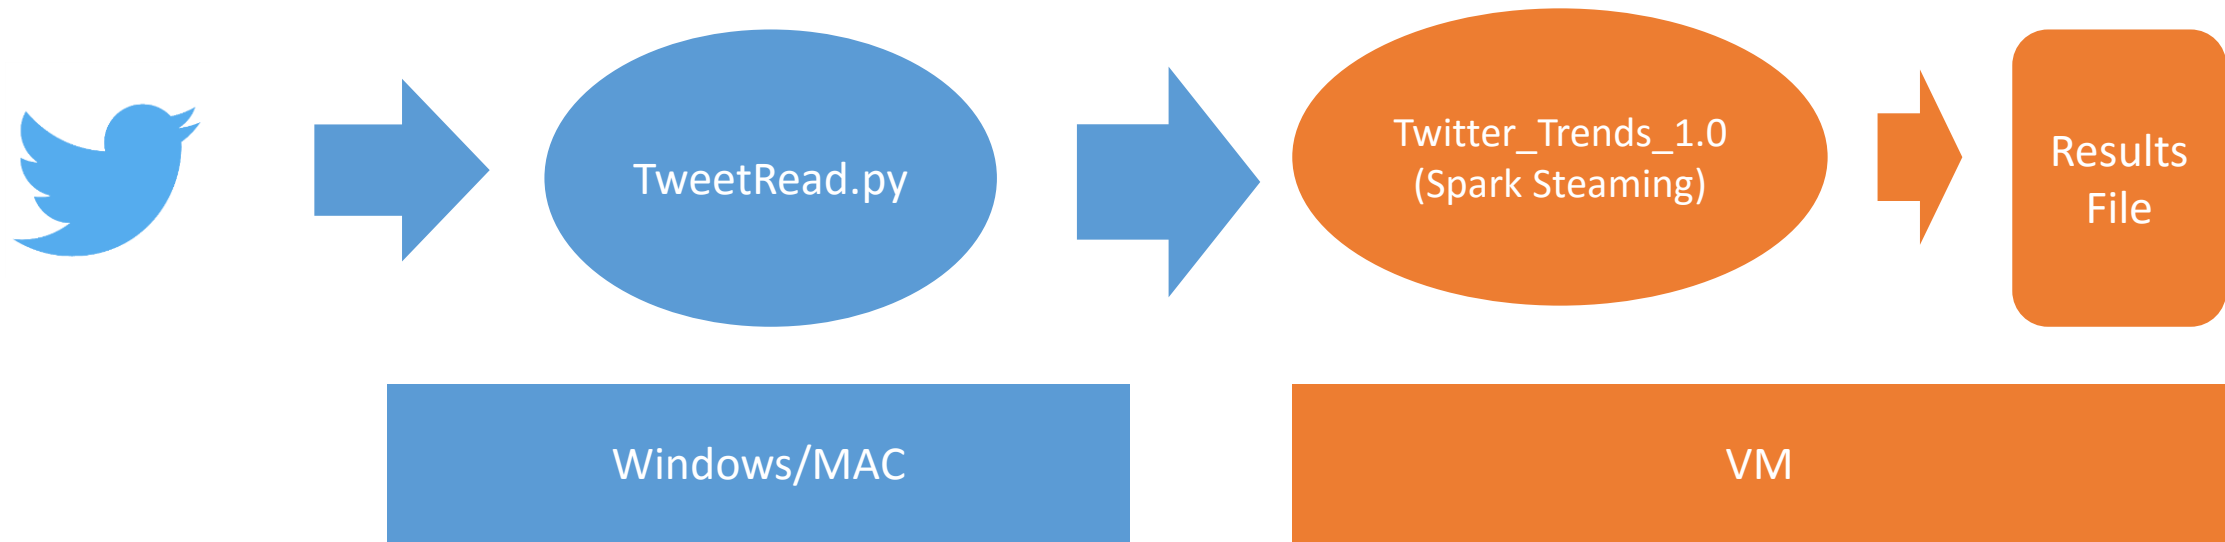 TweetRead.py
Twitter_Trends_1.0
(Spark Steaming)
Results
File
Windows/MAC
VM